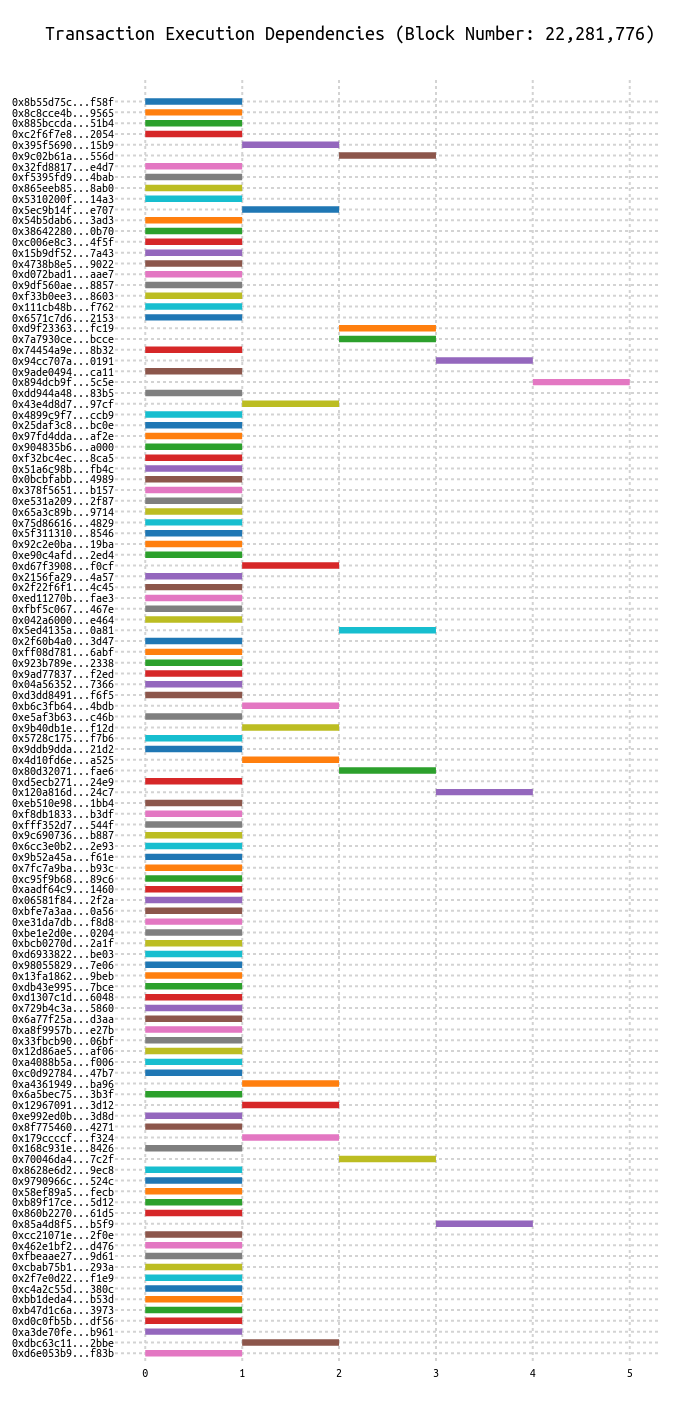 Transaction Execution Dependencies (Block Number: 22,281,776)
0x8b55d75c...f58f
0x8c8cce4b...9565
0x885bccda...51b4
0xc2f6f7e8...2054
0x395f5690...15b9
0x9c02b61a...556d
0x32fd8817...e4d7
0xf5395fd9...4bab
0x865eeb85...8ab0
0x5310200f...14a3
0x5ec9b14f...e707
0x54b5dab6...3ad3
0x38642280...0b70
0xc006e8c3...4f5f
0x15b9df52...7a43
0x4738b8e5...9022
0xd072bad1...aae7
0x9df560ae...8857
0xf33b0ee3...8603
0x111cb48b...f762
0x6571c7d6...2153
0xd9f23363...fc19
0x7a7930ce...bcce
0x74454a9e...8b32
0x94cc707a...0191
0x9ade0494...ca11
0x894dcb9f...5c5e
0xdd944a48...83b5
0x43e4d8d7...97cf
0x4899c9f7...ccb9
0x25daf3c8...bc0e
0x97fd4dda...af2e
0x904835b6...a000
0xf32bc4ec...8ca5
0x51a6c98b...fb4c
0x0bcbfabb...4989
0x378f5651...b157
0xe531a209...2f87
0x65a3c89b...9714
0x75d86616...4829
0x5f311310...8546
0x92c2e0ba...19ba
0xe90c4afd...2ed4
0xd67f3908...f0cf
0x2156fa29...4a57
0x2f22f6f1...4c45
0xed11270b...fae3
0xfbf5c067...467e
0x042a6000...e464
0x5ed4135a...0a81
0x2f60b4a0...3d47
0xff08d781...6abf
0x923b789e...2338
0x9ad77837...f2ed
0x04a56352...7366
0xd3dd8491...f6f5
0xb6c3fb64...4bdb
0xe5af3b63...c46b
0x9b40db1e...f12d
0x5728c175...f7b6
0x9ddb9dda...21d2
0x4d10fd6e...a525
0x80d32071...fae6
0xd5ecb271...24e9
0x120a816d...24c7
0xeb510e98...1bb4
0xf8db1833...b3df
0xfff352d7...544f
0x9c690736...b887
0x6cc3e0b2...2e93
0x9b52a45a...f61e
0x7fc7a9ba...b93c
0xc95f9b68...89c6
0xaadf64c9...1460
0x06581f84...2f2a
0xbfe7a3aa...0a56
0xe31da7db...f8d8
0xbe1e2d0e...0204
0xbcb0270d...2a1f
0xd6933822...be03
0x98055829...7e06
0x13fa1862...9beb
0xdb43e995...7bce
0xd1307c1d...6048
0x729b4c3a...5860
0x6a77f25a...d3aa
0xa8f9957b...e27b
0x33fbcb90...06bf
0x12d86ae5...af06
0xa4088b5a...f006
0xc0d92784...47b7
0xa4361949...ba96
0x6a5bec75...3b3f
0x12967091...3d12
0xe992ed0b...3d8d
0x8f775460...4271
0x179ccccf...f324
0x168c931e...8426
0x70046da4...7c2f
0x8628e6d2...9ec8
0x9790966c...524c
0x58ef89a5...fecb
0xb89f17ce...5d12
0x860b2270...61d5
0x85a4d8f5...b5f9
0xcc21071e...2f0e
0x462e1bf2...d476
0xfbeaae27...9d61
0xcbab75b1...293a
0x2f7e0d22...f1e9
0xc4a2c55d...380c
0xbb1deda4...b53d
0xb47d1c6a...3973
0xd0c0fb5b...df56
0xa3de70fe...b961
0xdbc63c11...2bbe
0xd6e053b9...f83b
0 1 2 3 4 5